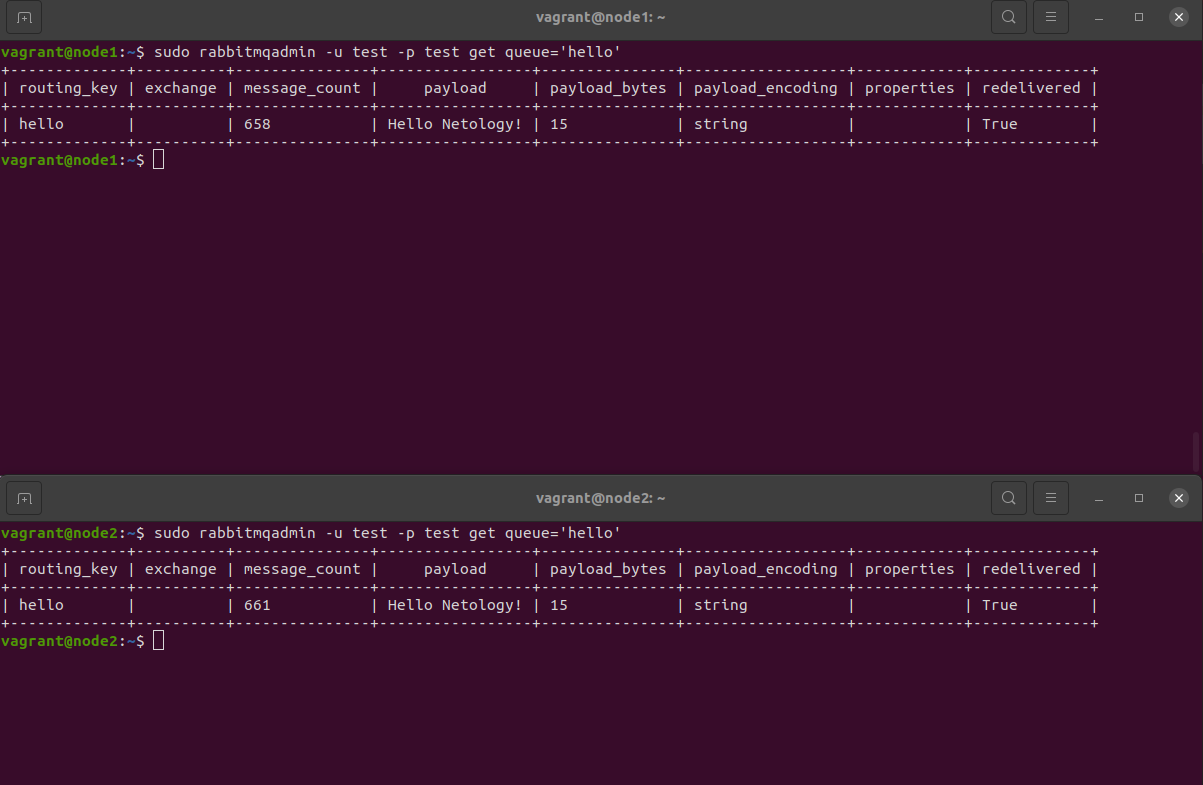 vagrant@node1: ~
vagrant@node1:~$ sudo rabbitmqadmin -u test -p test get queue='hello'
+-------------+----------+---------------+-----------------+---------------+------------------+------------+-------------+
| routing_key | exchange | message_count |     payload     | payload_bytes | payload_encoding | properties | redelivered |
+-------------+----------+---------------+-----------------+---------------+------------------+------------+-------------+
| hello       |          | 658           | Hello Netology! | 15            | string           |            | True        |
+-------------+----------+---------------+-----------------+---------------+------------------+------------+-------------+
vagrant@node1:~$
vagrant@node2: ~
vagrant@node2:~$ sudo rabbitmqadmin -u test -p test get queue='hello'
+-------------+----------+---------------+-----------------+---------------+------------------+------------+-------------+
| routing_key | exchange | message_count |     payload     | payload_bytes | payload_encoding | properties | redelivered |
+-------------+----------+---------------+-----------------+---------------+------------------+------------+-------------+
| hello       |          | 661           | Hello Netology! | 15            | string           |            | True        |
+-------------+----------+---------------+-----------------+---------------+------------------+------------+-------------+
vagrant@node2:~$